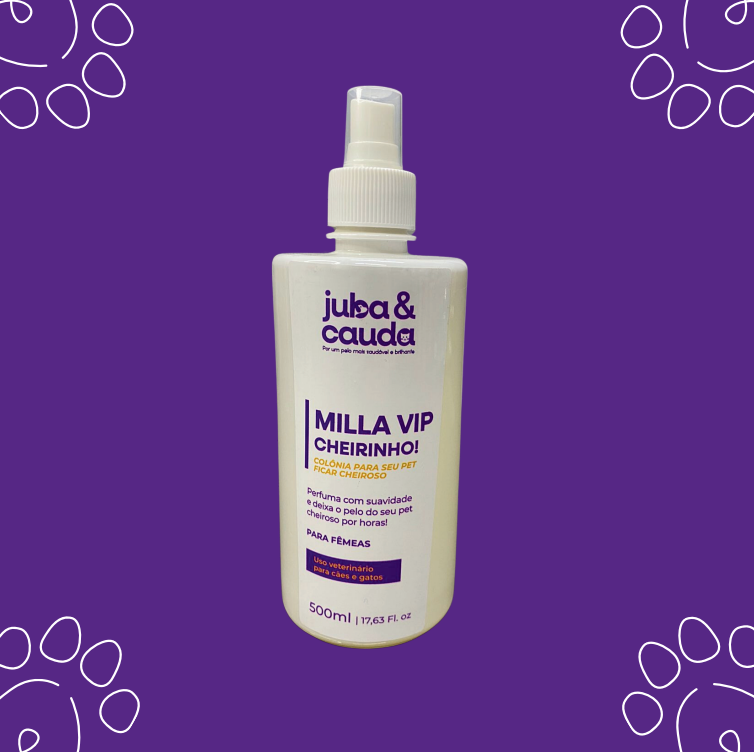 juba &
cauda
Por um pelo mais saudável e brilhante
MILLA VIP
CHEIRINHO!
COLÔNIA PARA SEU PET
FICAR CHEIROSO
Perfuma com suavidade
e deixa o pelo do seu pet
cheiroso por horas!
PARA FÊMEAS
Uso veterinário
para cães e gatos
500ml | 17,63 Fl. oz